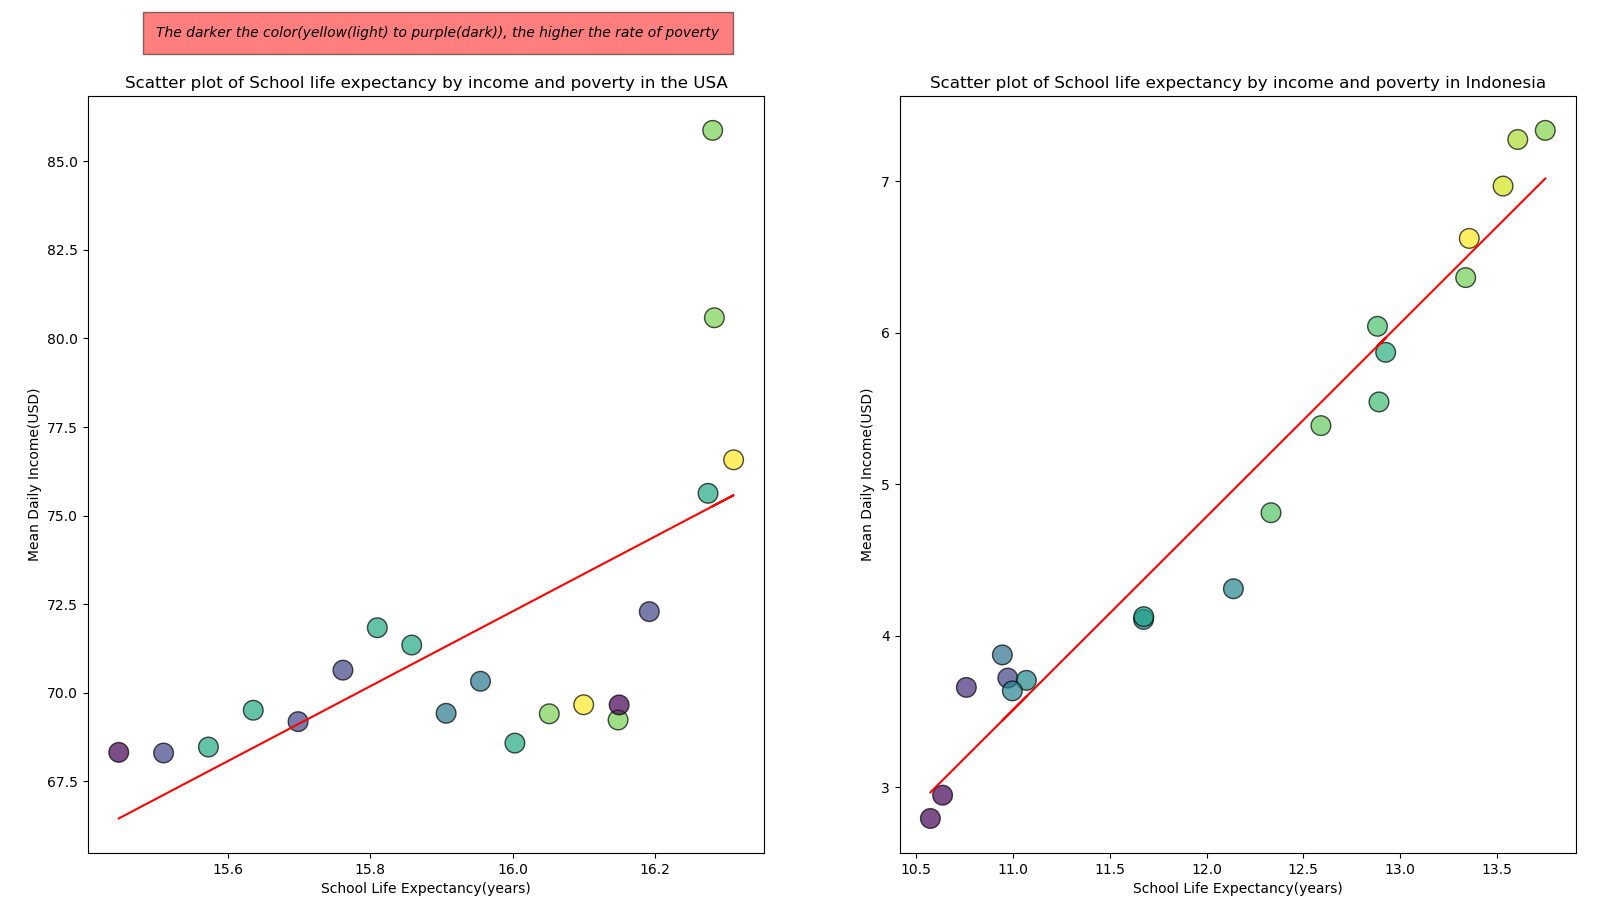 The darker the color(yellow(light) to purple(dark)), the higher the rate of poverty
Scatter plot of School life expectancy by income and poverty in the USA
Mean Daily Income(USD)
85.0
82.5
80.0
77.5
75.0
72.5
70.0
67.5
15.6 15.8 16.0 16.2
School Life Expectancy(years)
Scatter plot of School life expectancy by income and poverty in Indonesia
Mean Daily Income(USD)
7
6
5
4
3
10.5 11.0 11.5 12.0 12.5 13.0 13.5
School Life Expectancy(years)